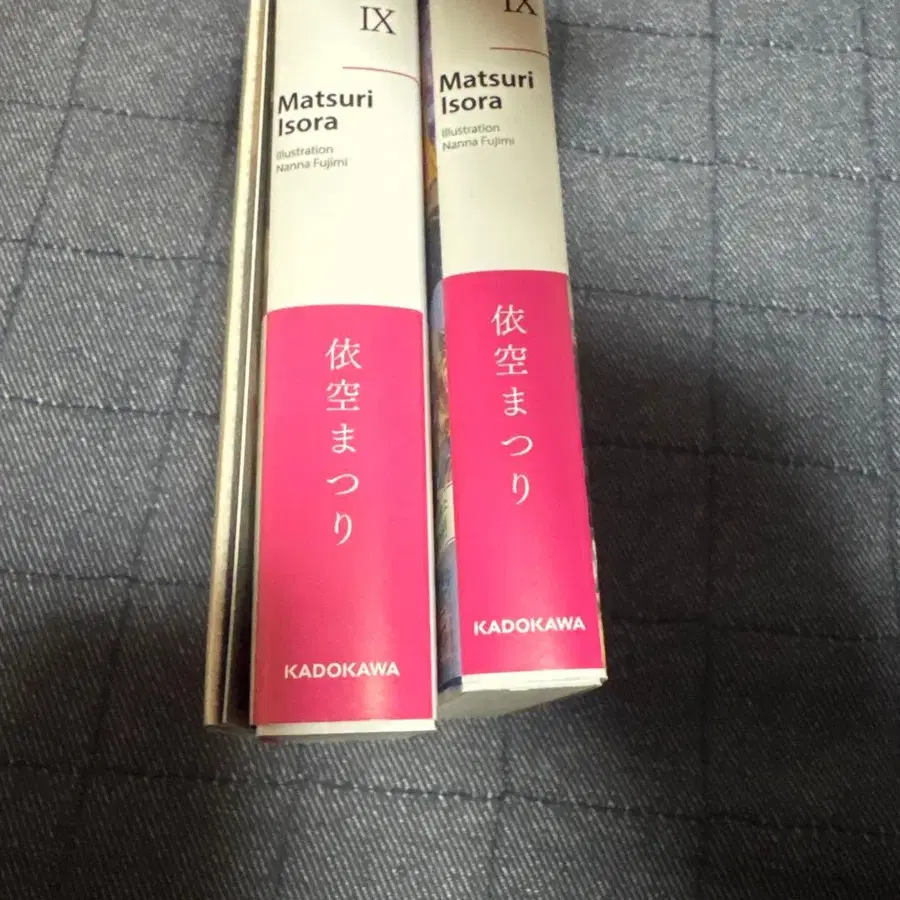 IX
Matsuri
Isora
Illustration
Nanna Fujimi
依空まつり
KADOKAWA
IX
Matsuri
Isora
Illustration
Nanna Fujimi
依空まつり
KADOKAWA